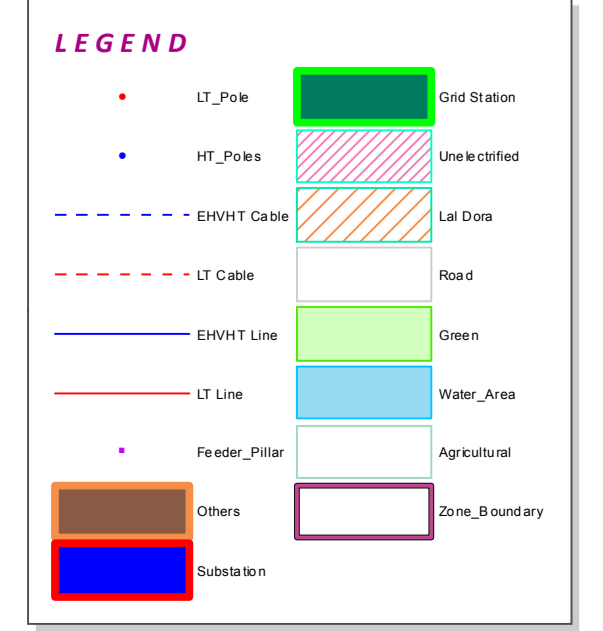 LEGEND
LT_Pole
HT_Poles
EHVHT Cable
LT Cable
EHVHT Line
LT Line
Feeder_Pillar
Others
Substation
Grid Station
Unelectrified
Lal Dora
Road
Green
Water_Area
Agricultural
Zone_Boundary